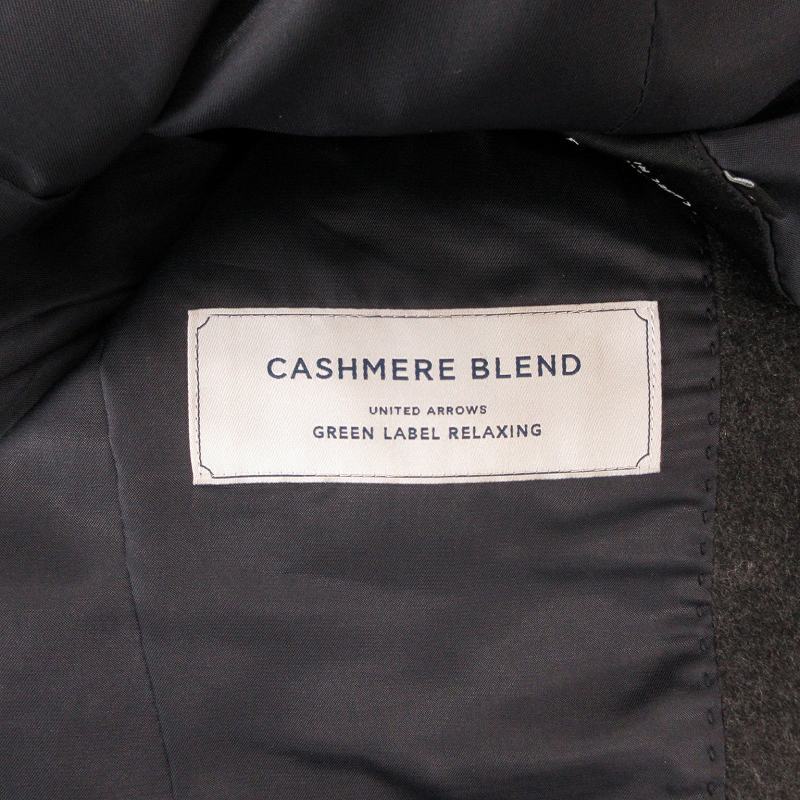 CASHMERE BLEND
UNITED ARROWS
GREEN LABEL RELAXING